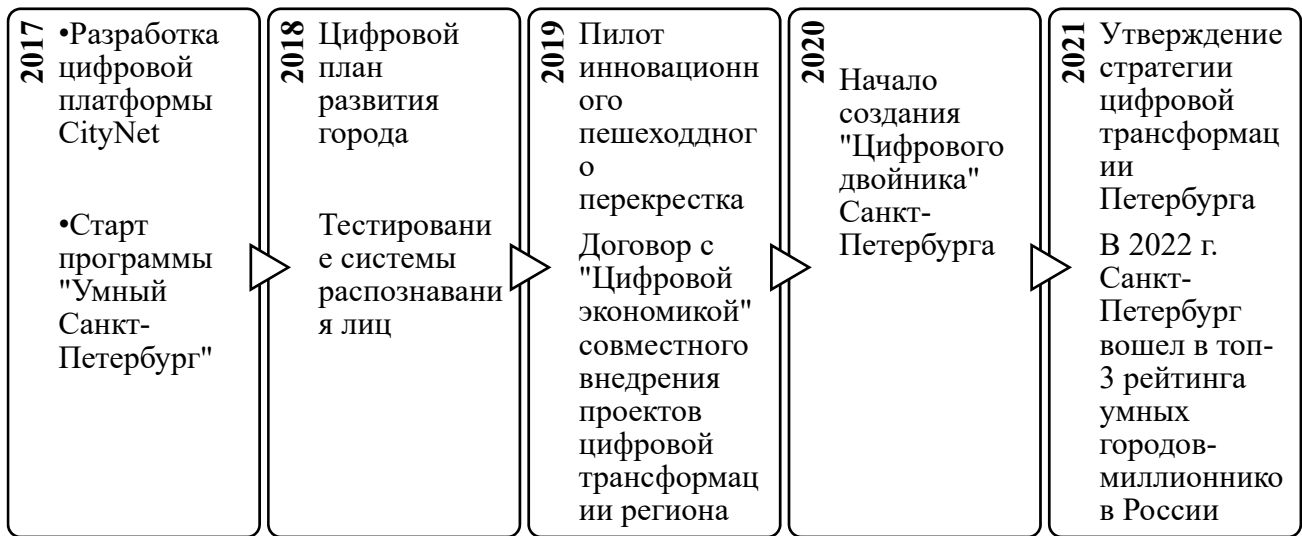 2017
•Разработка
цифровой
платформы
CityNet
•Старт
программы
"Умный
Санкт-
Петербург"
2018
Цифровой
план
развития
города
Тестировани
е системы
распознавани
я лиц
2019
Пилот
инновационн
ого
пешеходдног
о
перекрестка
Договор с
"Цифровой
экономикой"
совместного
внедрения
проектов
цифровой
трансформац
ии региона
2020
Начало
создания
"Цифрового
двойника"
Санкт-
Петербурга
2021
Утверждение
стратегии
цифровой
трансформац
ии
Петербурга
В 2022 г.
Санкт-
Петербург
вошел в топ-
3 рейтинга
умных
городов-
миллионнико
в России